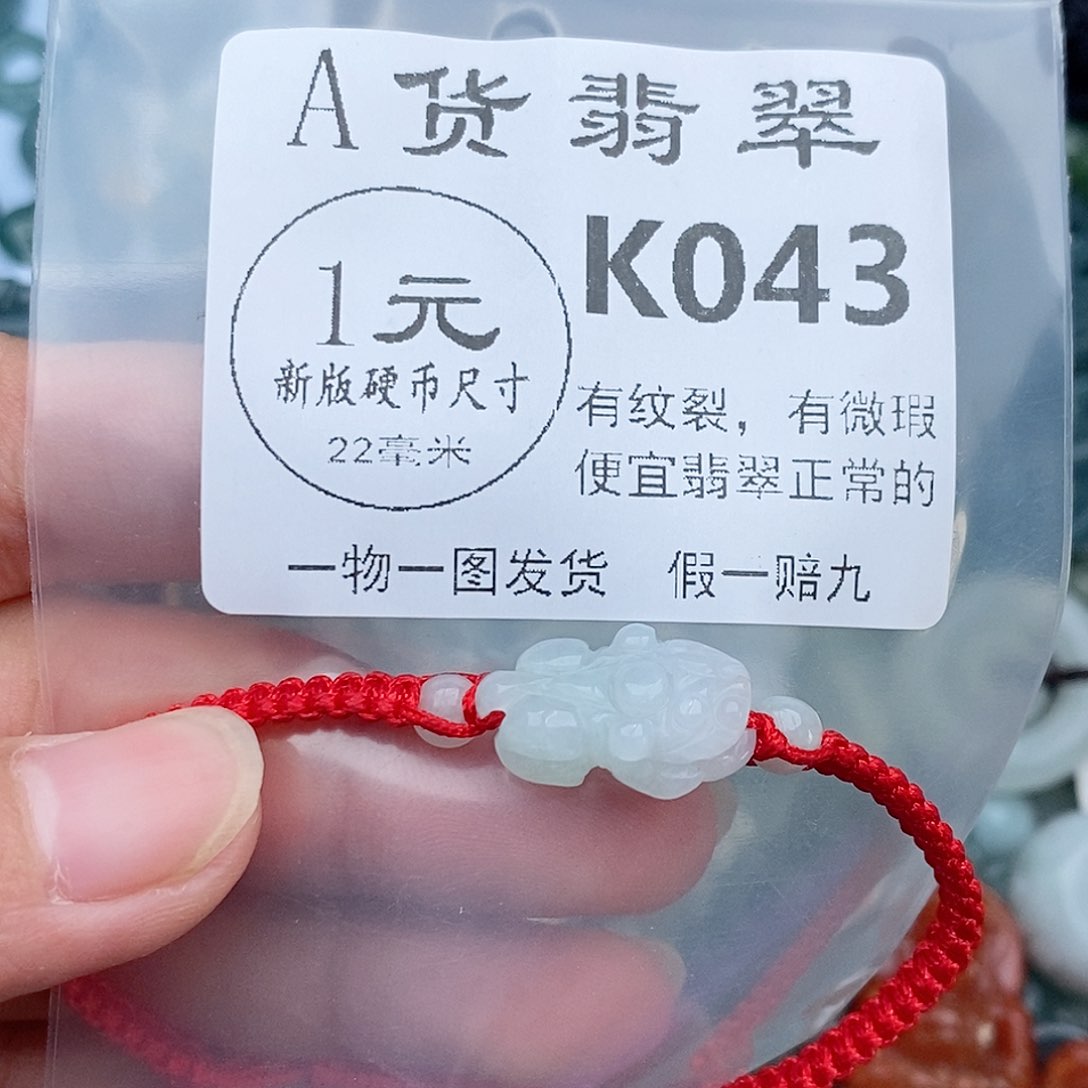 A货翡翠
1元
新版硬币尺寸
22毫米
K043
有纹裂，有微瑕
便宜翡翠正常的
一物一图发货 假一赔九